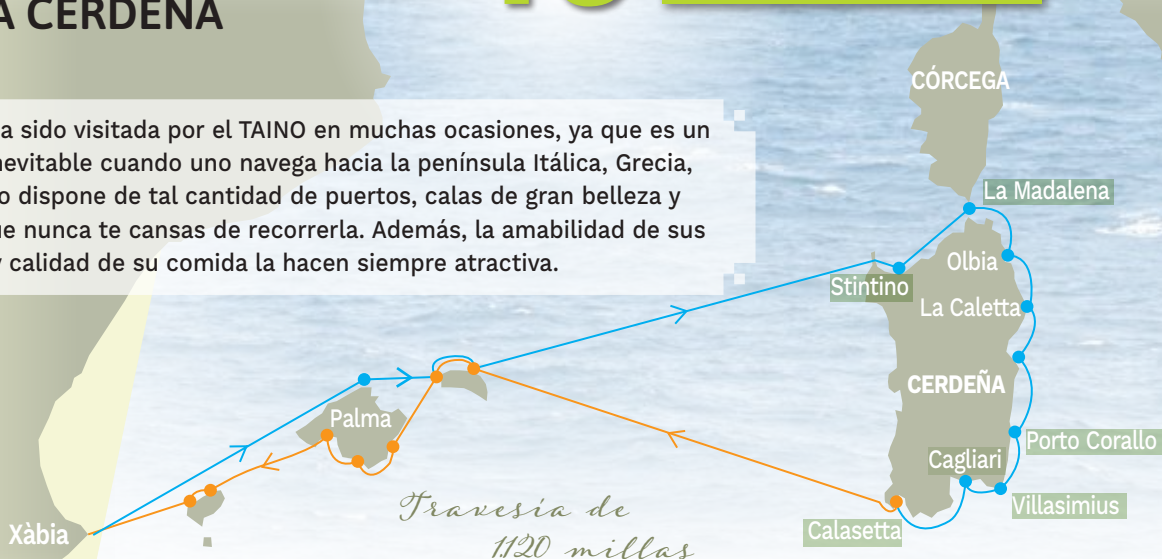 A CERDEÑA
a sido visitada por el TAINO en muchas ocasiones, ya que es un
nevitable cuando uno navega hacia la península Itálica, Grecia,
o dispone de tal cantidad de puertos, calas de gran belleza y
ue nunca te cansas de recorrerla. Además, la amabilidad de sus
y calidad de su comida la hacen siempre atractiva.
CÓRCEGA
La Madalena
Olbia
Stintino
La Caletta
CERDEÑA
Palma
Porto Corallo
Cagliari
Villasimius
Calasetta
Xàbia
Travesía de
1.120 millas